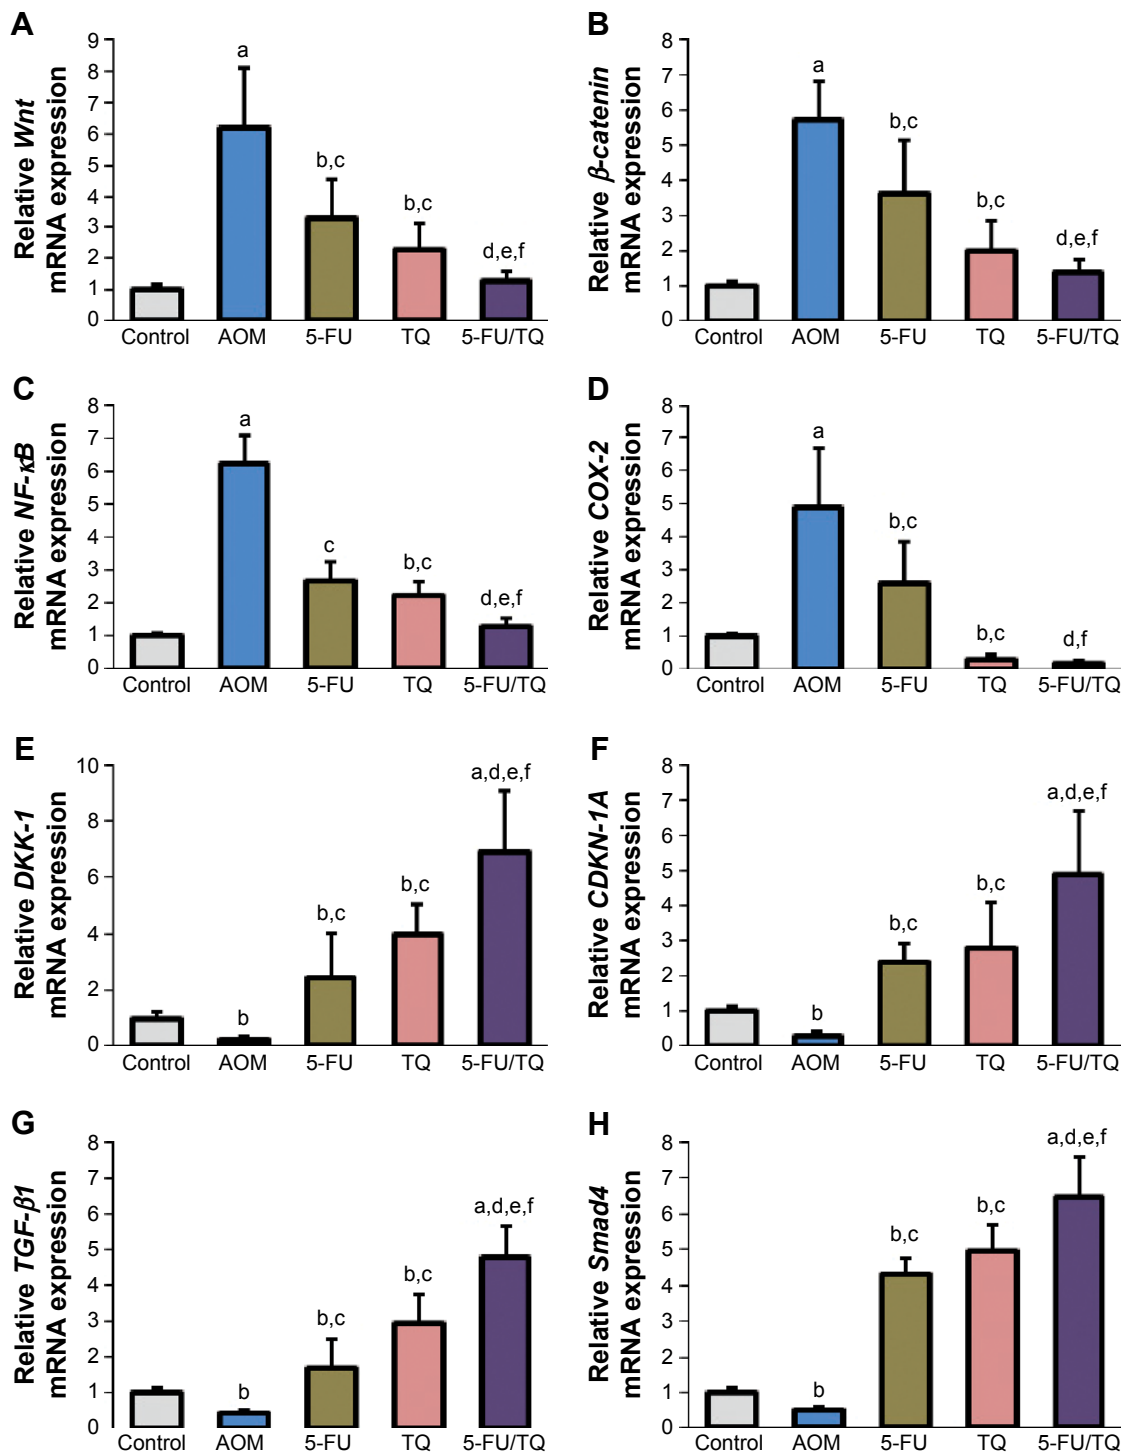 A
Relative Wnt
mRNA expression
9
8
7
6
5
4
3
2
1
0
a
b,c
b,c
d,e,f
Control AOM 5-FU TQ 5-FU/TQ
B
Relative β-catenin
mRNA expression
8
7
6
5
4
3
2
1
0
a
b,c
b,c
d,e,f
Control AOM 5-FU TQ 5-FU/TQ
C
Relative NF-κB
mRNA expression
8
7
6
5
4
3
2
1
0
a
c
b,c
d,e,f
Control AOM 5-FU TQ 5-FU/TQ
D
Relative COX-2
mRNA expression
8
7
6
5
4
3
2
1
0
a
b,c
b,c
d,f
Control AOM 5-FU TQ 5-FU/TQ
E
Relative DKK-1
mRNA expression
10
8
6
4
2
0
b
b,c
b,c
a,d,e,f
Control AOM 5-FU TQ 5-FU/TQ
F
Relative CDKN-1A
mRNA expression
8
7
6
5
4
3
2
1
0
b
b,c
b,c
a,d,e,f
Control AOM 5-FU TQ 5-FU/TQ
G
Relative TGF-β1
mRNA expression
8
7
6
5
4
3
2
1
0
b
b,c
b,c
a,d,e,f
Control AOM 5-FU TQ 5-FU/TQ
H
Relative Smad4
mRNA expression
8
7
6
5
4
3
2
1
0
b
b,c
b,c
a,d,e,f
Control AOM 5-FU TQ 5-FU/TQ